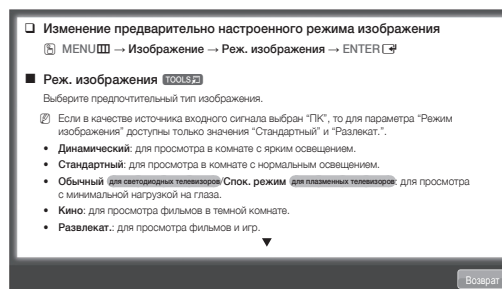 Изменение предварительно настроенного режима изображения
MENU → Изображение → Реж. изображения → ENTER
Реж. изображения TOOLS
Выберите предпочтительный тип изображения.
Если в качестве источника входного сигнала выбран “ПК”, то для параметра “Режим
изображения” доступны только значения “Стандартный” и “Разлекат.”.
• Динамический: для просмотра в комнате с ярким освещением.
• Стандартный: для просмотра в комнате с нормальным освещением.
• Обычный для светодиодных телевизоров/Спок. режим для плазменных телевизоров: для просмотра
с минимальной нагрузкой на глаза.
• Кино: для просмотра фильмов в темной комнате.
• Развлекат.: для просмотра фильмов и игр.
▼
Возврат